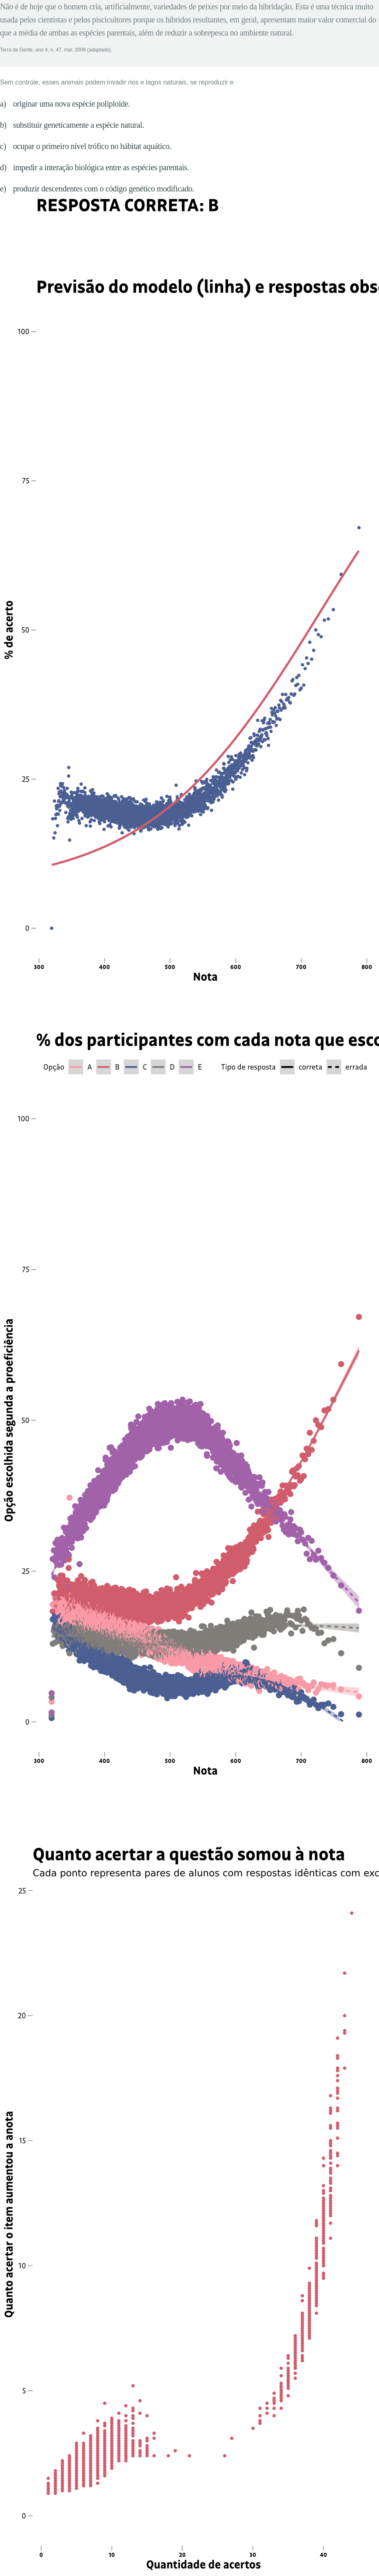 Não é de hoje que o homem cria, artificialmente, variedades de peixes por meio da hibridação. Esta é uma técnica muito
usada pelos cientistas e pelos piscicultores porque os híbridos resultantes, em geral, apresentam maior valor comercial do
que a média de ambas as espécies parentais, além de reduzir a sobrepesca no ambiente natural.
Terra da Gente, ano 4, n. 47, mar. 2008 (adaptado).
Sem controle, esses animais podem invadir rios e lagos naturais, se reproduzir e
a) originar uma nova espécie poliploide.
b) substituir geneticamente a espécie natural.
c) ocupar o primeiro nível trófico no hábitat aquático.
d) impedir a interação biológica entre as espécies parentais.
e) produzir descendentes com o código genético modificado.
RESPOSTA CORRETA: B
Previsão do modelo (linha) e respostas obs
100
75
50
25
0
% de acerto
300 400 500 600 700 800
Nota
% dos participantes com cada nota que esco
Opção A B C D E Tipo de resposta correta errada
100
75
50
25
0
Opção escolhida segunda a proeficiência
300 400 500 600 700 800
Nota
Quanto acertar a questão somou à nota
Cada ponto representa pares de alunos com respostas idênticas com exc
25
20
15
10
5
0
Quanto acertar o item aumentou a anota
0 10 20 30 40
Quantidade de acertos